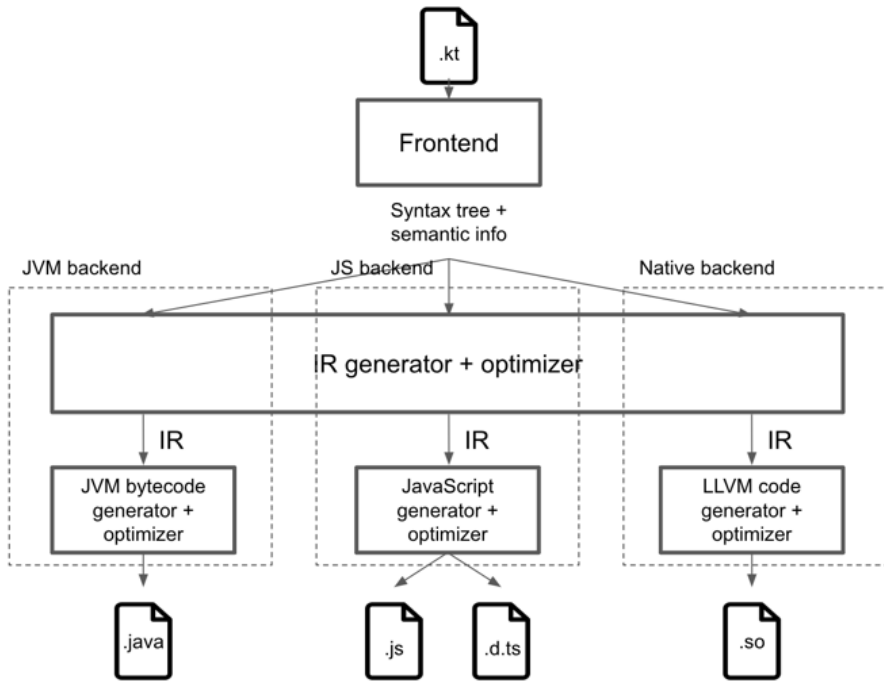 .kt
Frontend
Syntax tree +
semantic info
JVM backend
JS backend
Native backend
IR generator + optimizer
IR
IR
IR
JVM bytecode
generator +
optimizer
JavaScript
generator +
optimizer
LLVM code
generator +
optimizer
.java
.js
.d.ts
.so